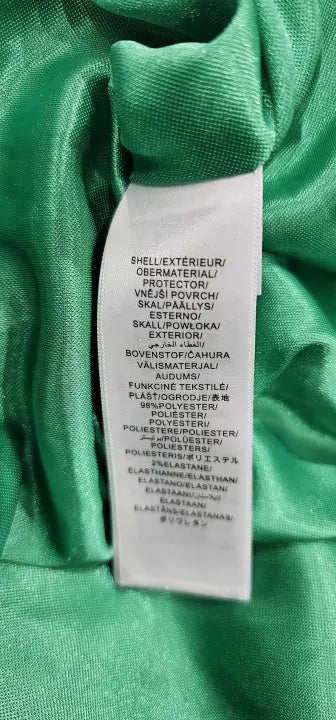 SHELL/EXTÉRIEUR/
OBERMATERIAL/
PROTECTOR/
VNĚJŠÍ POVRCH/
SKAL/PÄÄLLYS/
ESTERNO/
SKALL/POWŁOKA/
EXTERIOR/
الغطاء الخارجي/
BOVENSTOF/ČAHURA
VÄLISMATERJAL/
AUDUMS/
FUNKCINĖ TEKSTILĖ/
PLÁŠŤ/OGRODJE/表地
98%POLYESTER/
POLIÉSTER/
POLYESTERI/
POLIESTERE/POLIESTER/
بوليستر/POLÜESTER/
POLIESTERS/
POLIESTERIS/ポリエステル
2%ELASTANE/
ÉLASTHANNE/ELASTHAN/
ELASTANO/ELASTAN/
ELASTAANI/إيلاستان/
ELASTAAN/
ELASTĀNS/ELASTANAS/
ポリウレタン